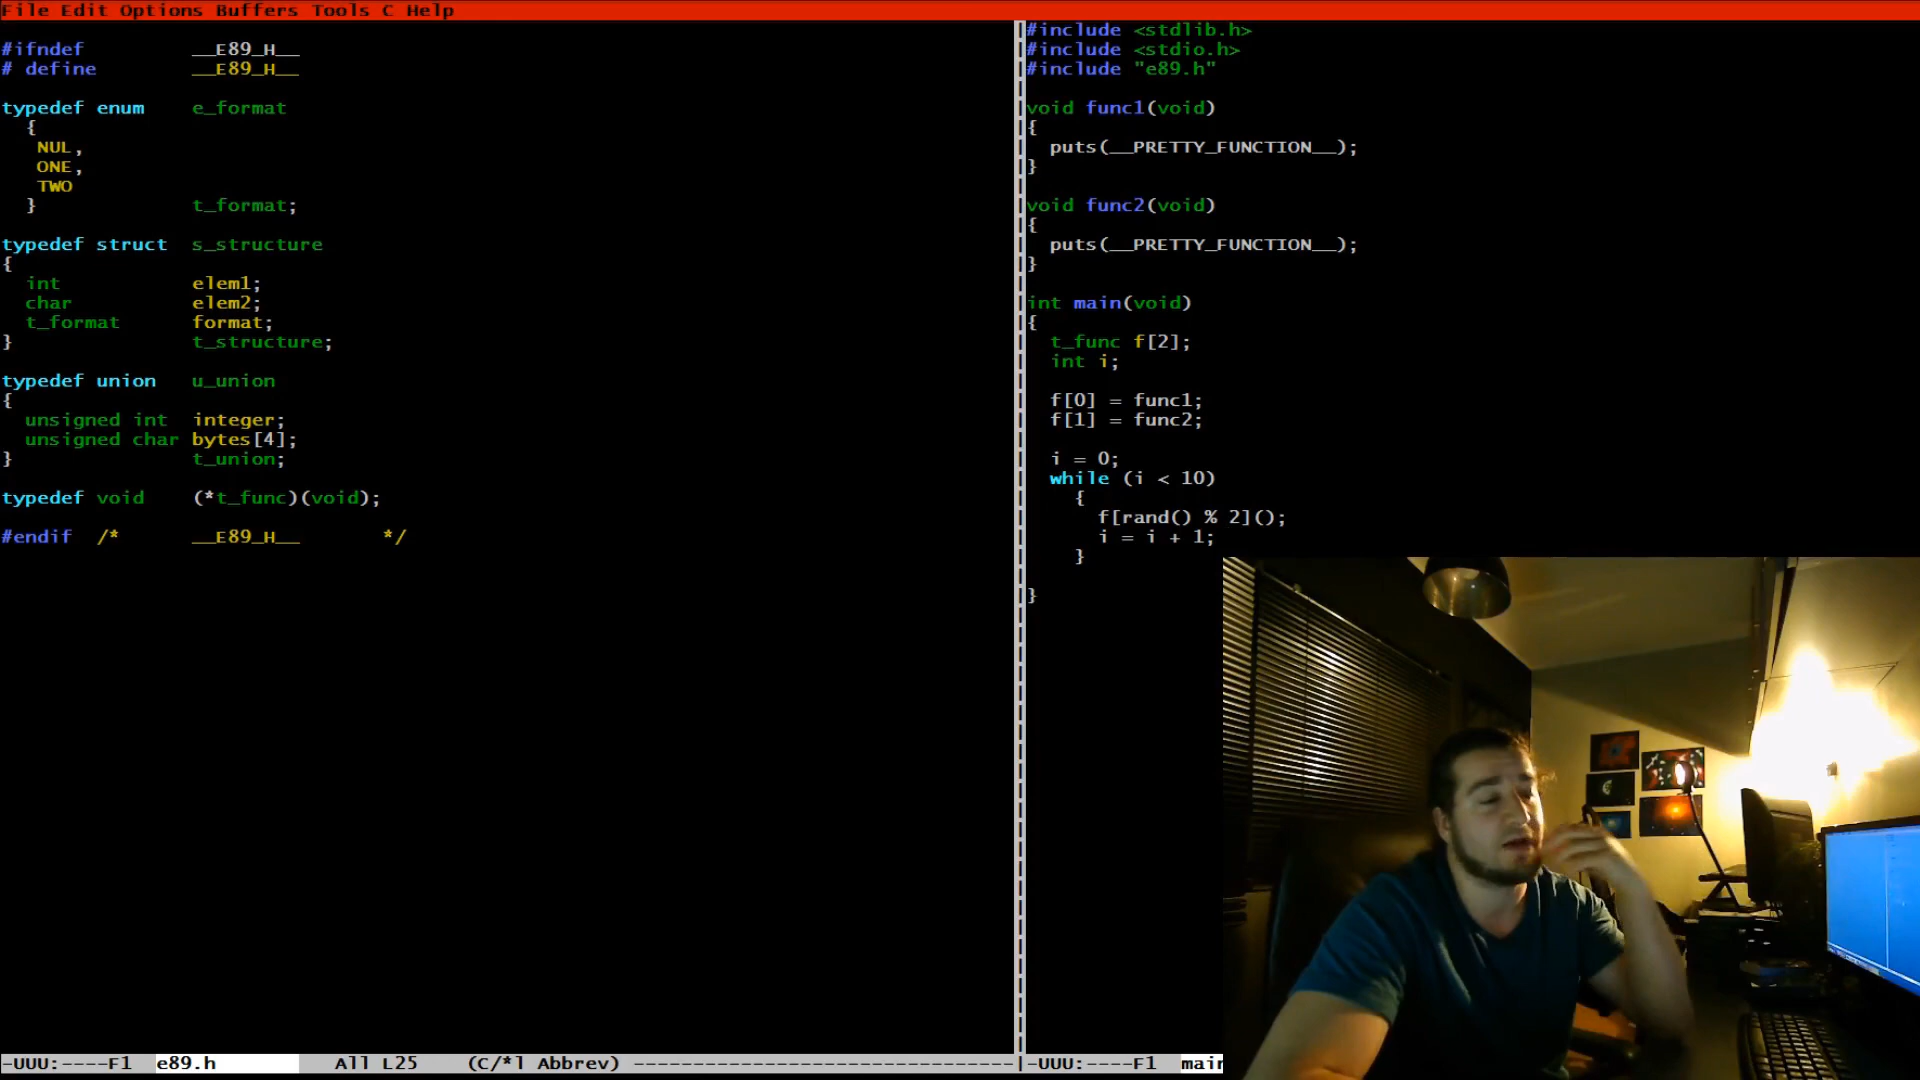 File Edit Options Buffers Tools C Help
#ifndef __E89_H__
# define __E89_H__
typedef enum e_format
{
NUL,
ONE,
TWO
} t_format;
typedef struct s_structure
{
int elem1;
char elem2;
t_format format;
} t_structure;
typedef union u_union
{
unsigned int integer;
unsigned char bytes[4];
} t_union;
typedef void (*t_func)(void);
#endif /* __E89_H__ */
-UUU:----F1 e89.h All L25 (C/*l Abbrev) --------------------------------
#include <stdlib.h>
#include <stdio.h>
#include "e89.h"
void func1(void)
{
puts(__PRETTY_FUNCTION__);
}
void func2(void)
{
puts(__PRETTY_FUNCTION__);
}
int main(void)
{
t_func f[2];
int i;
f[0] = func1;
f[1] = func2;
i = 0;
while (i < 10)
{
f[rand() % 2]();
i = i + 1;
}
}
-UUU:----F1 main